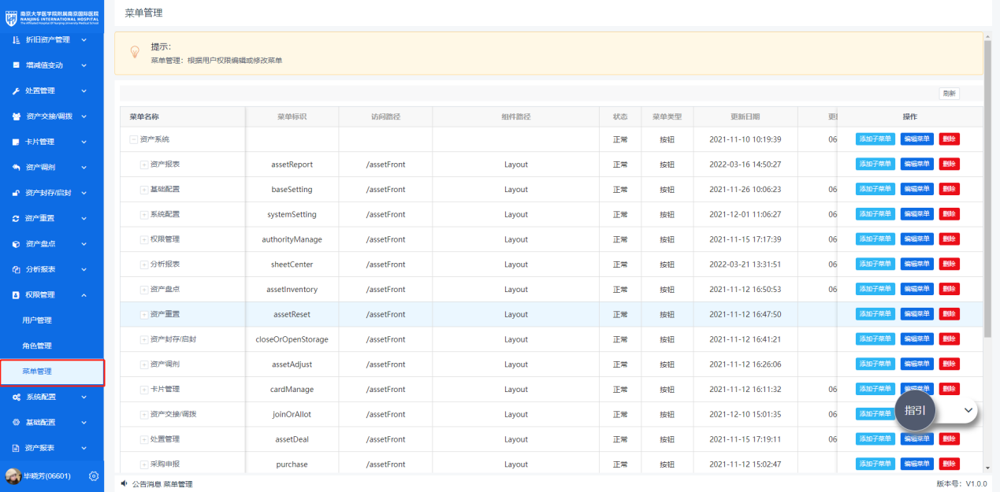 南京大学医学院附属南京国际医院
NANJING INTERNATIONAL HOSPITAL
The Affiliated Hospital of Nanjing University Medical School
折旧资产管理
增减值变动
处置管理
资产交接/调拨
卡片管理
资产调剂
资产封存/启封
资产重置
资产盘点
分析报表
权限管理
用户管理
角色管理
菜单管理
系统配置
基础配置
资产报表
毕晓芳(06601)
菜单管理
提示：
菜单管理：根据用户权限编辑或修改菜单
刷新
菜单名称 菜单标识 访问路径 组件路径 状态 菜单类型 更新日期 更 操作
资产系统 正常 按钮 2021-11-10 10:19:39 06 添加子菜单 编辑菜单 删除
资产报表 assetReport /assetFront Layout 正常 按钮 2022-03-16 14:50:27 添加子菜单 编辑菜单 删除
基础配置 baseSetting /assetFront Layout 正常 按钮 2021-11-26 10:06:23 06 添加子菜单 编辑菜单 删除
系统配置 systemSetting /assetFront Layout 正常 按钮 2021-12-01 11:06:27 06 添加子菜单 编辑菜单 删除
权限管理 authorityManage /assetFront Layout 正常 按钮 2021-11-15 17:17:39 06 添加子菜单 编辑菜单 删除
分析报表 sheetCenter /assetFront Layout 正常 按钮 2022-03-21 13:31:51 06 添加子菜单 编辑菜单 删除
资产盘点 assetInventory /assetFront Layout 正常 按钮 2021-11-12 16:50:53 06 添加子菜单 编辑菜单 删除
资产重置 assetReset /assetFront Layout 正常 按钮 2021-11-12 16:47:50 添加子菜单 编辑菜单 删除
资产封存/启封 closeOrOpenStorage /assetFront Layout 正常 按钮 2021-11-12 16:41:21 添加子菜单 编辑菜单 删除
资产调剂 assetAdjust /assetFront Layout 正常 按钮 2021-11-12 16:26:06 添加子菜单 编辑菜单 删除
卡片管理 cardManage /assetFront Layout 正常 按钮 2021-11-12 16:11:32 06 添加子菜单 编辑菜单 删除
资产交接/调拨 joinOrAllot /assetFront Layout 正常 按钮 2021-12-10 15:01:35 06 添加子菜单
指引
处置管理 assetDeal /assetFront Layout 正常 按钮 2021-11-15 17:19:11 06 添加子菜单 编辑菜单 删除
采购申报 purchase /assetFront Layout 正常 按钮 2021-11-12 15:02:47 添加子菜单 编辑菜单 删除
公告消息 菜单管理
版本号：V1.0.0